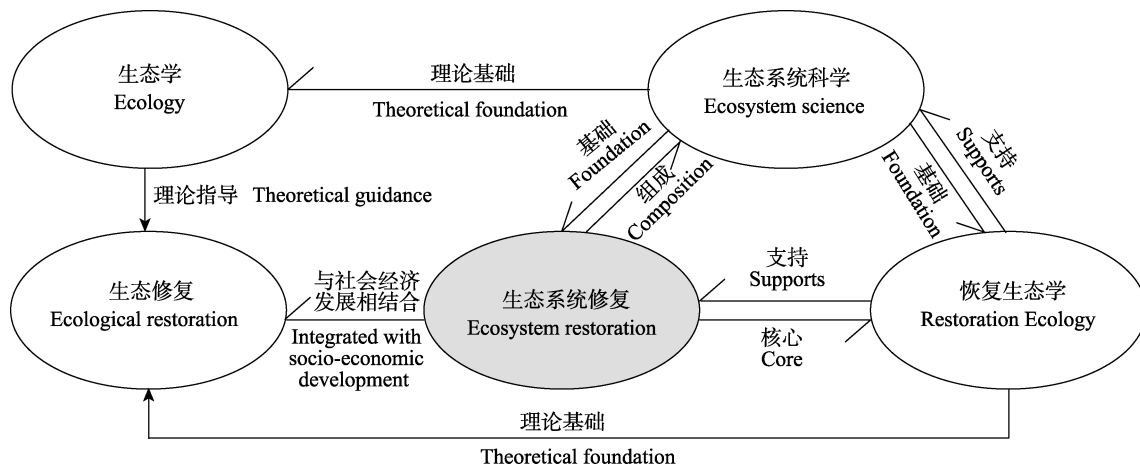 生态学
Ecology
理论基础
Theoretical foundation
生态系统科学
Ecosystem science
基础
Foundation
组成
Composition
支持
Supports
基础
Foundation
理论指导 Theoretical guidance
生态修复
Ecological restoration
与社会经济
发展相结合
Integrated with
socio-economic
development
生态系统修复
Ecosystem restoration
支持
Supports
核心
Core
恢复生态学
Restoration Ecology
理论基础
Theoretical foundation